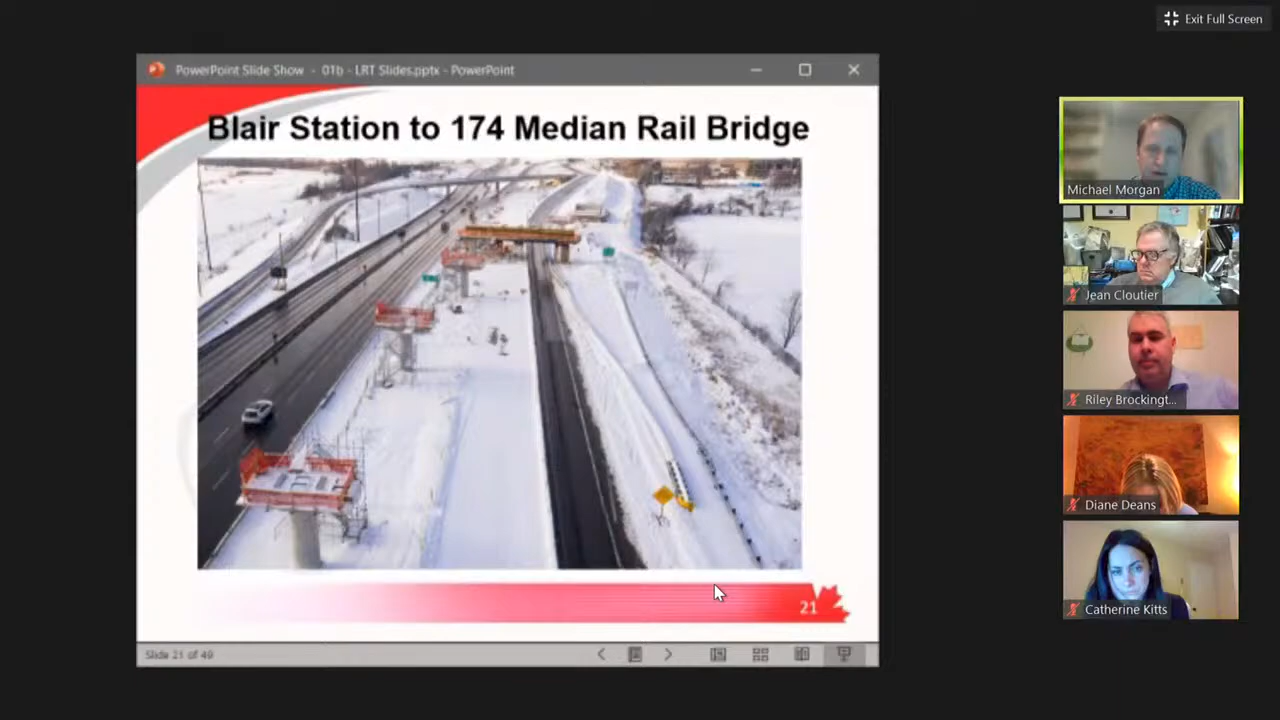 Exit Full Screen
PowerPoint Slide Show - 01b - LRT Slides.pptx - PowerPoint
Blair Station to 174 Median Rail Bridge
21
Slide 21 of 49
Michael Morgan
Jean Cloutier
Riley Brockingt...
Diane Deans
Catherine Kitts